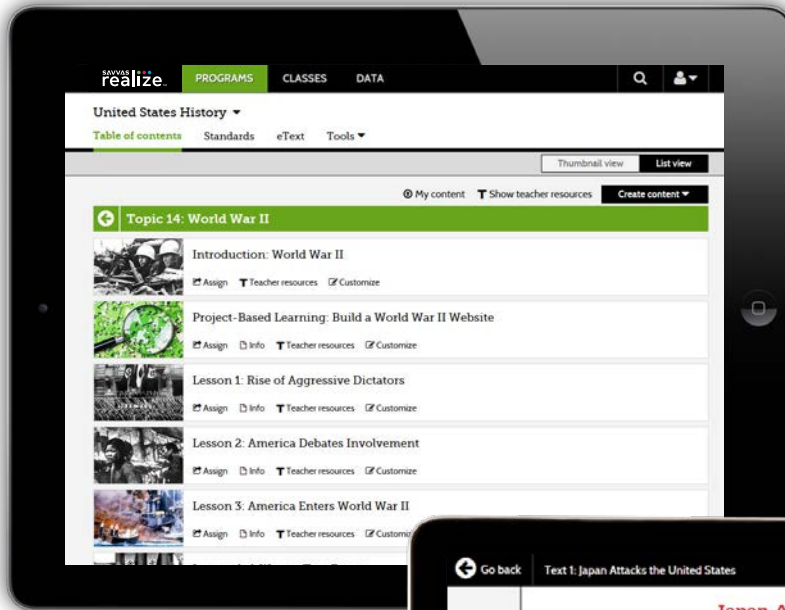 SAVVAS
realize PROGRAMS CLASSES DATA
United States History
Table of contents Standards eText Tools
Thumbnail view List view
My content T Show teacher resources Create content
Topic 14: World War II
Introduction: World War II
Assign T Teacher resources Customize
Project-Based Learning: Build a World War II Website
Assign Info T Teacher resources Customize
Lesson 1: Rise of Aggressive Dictators
Assign Info T Teacher resources Customize
Lesson 2: America Debates Involvement
Assign Info T Teacher resources Customize
Lesson 3: America Enters World War II
Assign Info T Teacher resources
Go back Text 1: Japan Attacks the United States